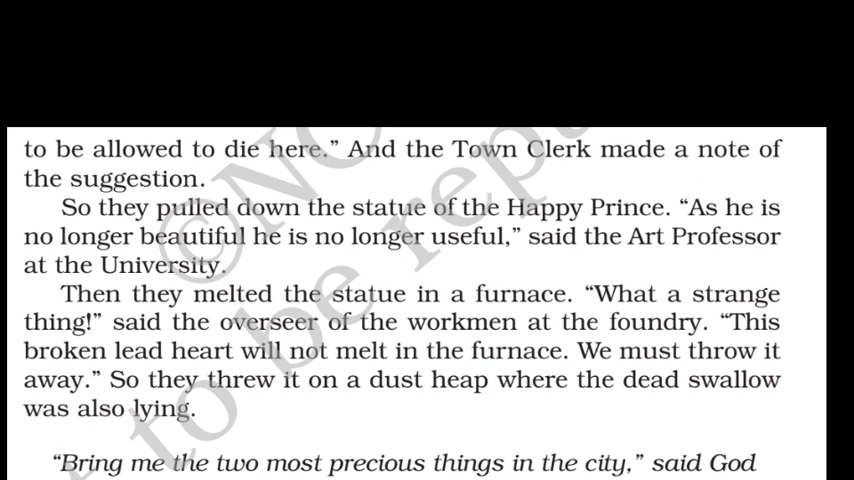 to be allowed to die here.” And the Town Clerk made a note of
the suggestion.
So they pulled down the statue of the Happy Prince. “As he is
no longer beautiful he is no longer useful,” said the Art Professor
at the University.
Then they melted the statue in a furnace. “What a strange
thing!” said the overseer of the workmen at the foundry. “This
broken lead heart will not melt in the furnace. We must throw it
away.” So they threw it on a dust heap where the dead swallow
was also lying.
“Bring me the two most precious things in the city,” said God